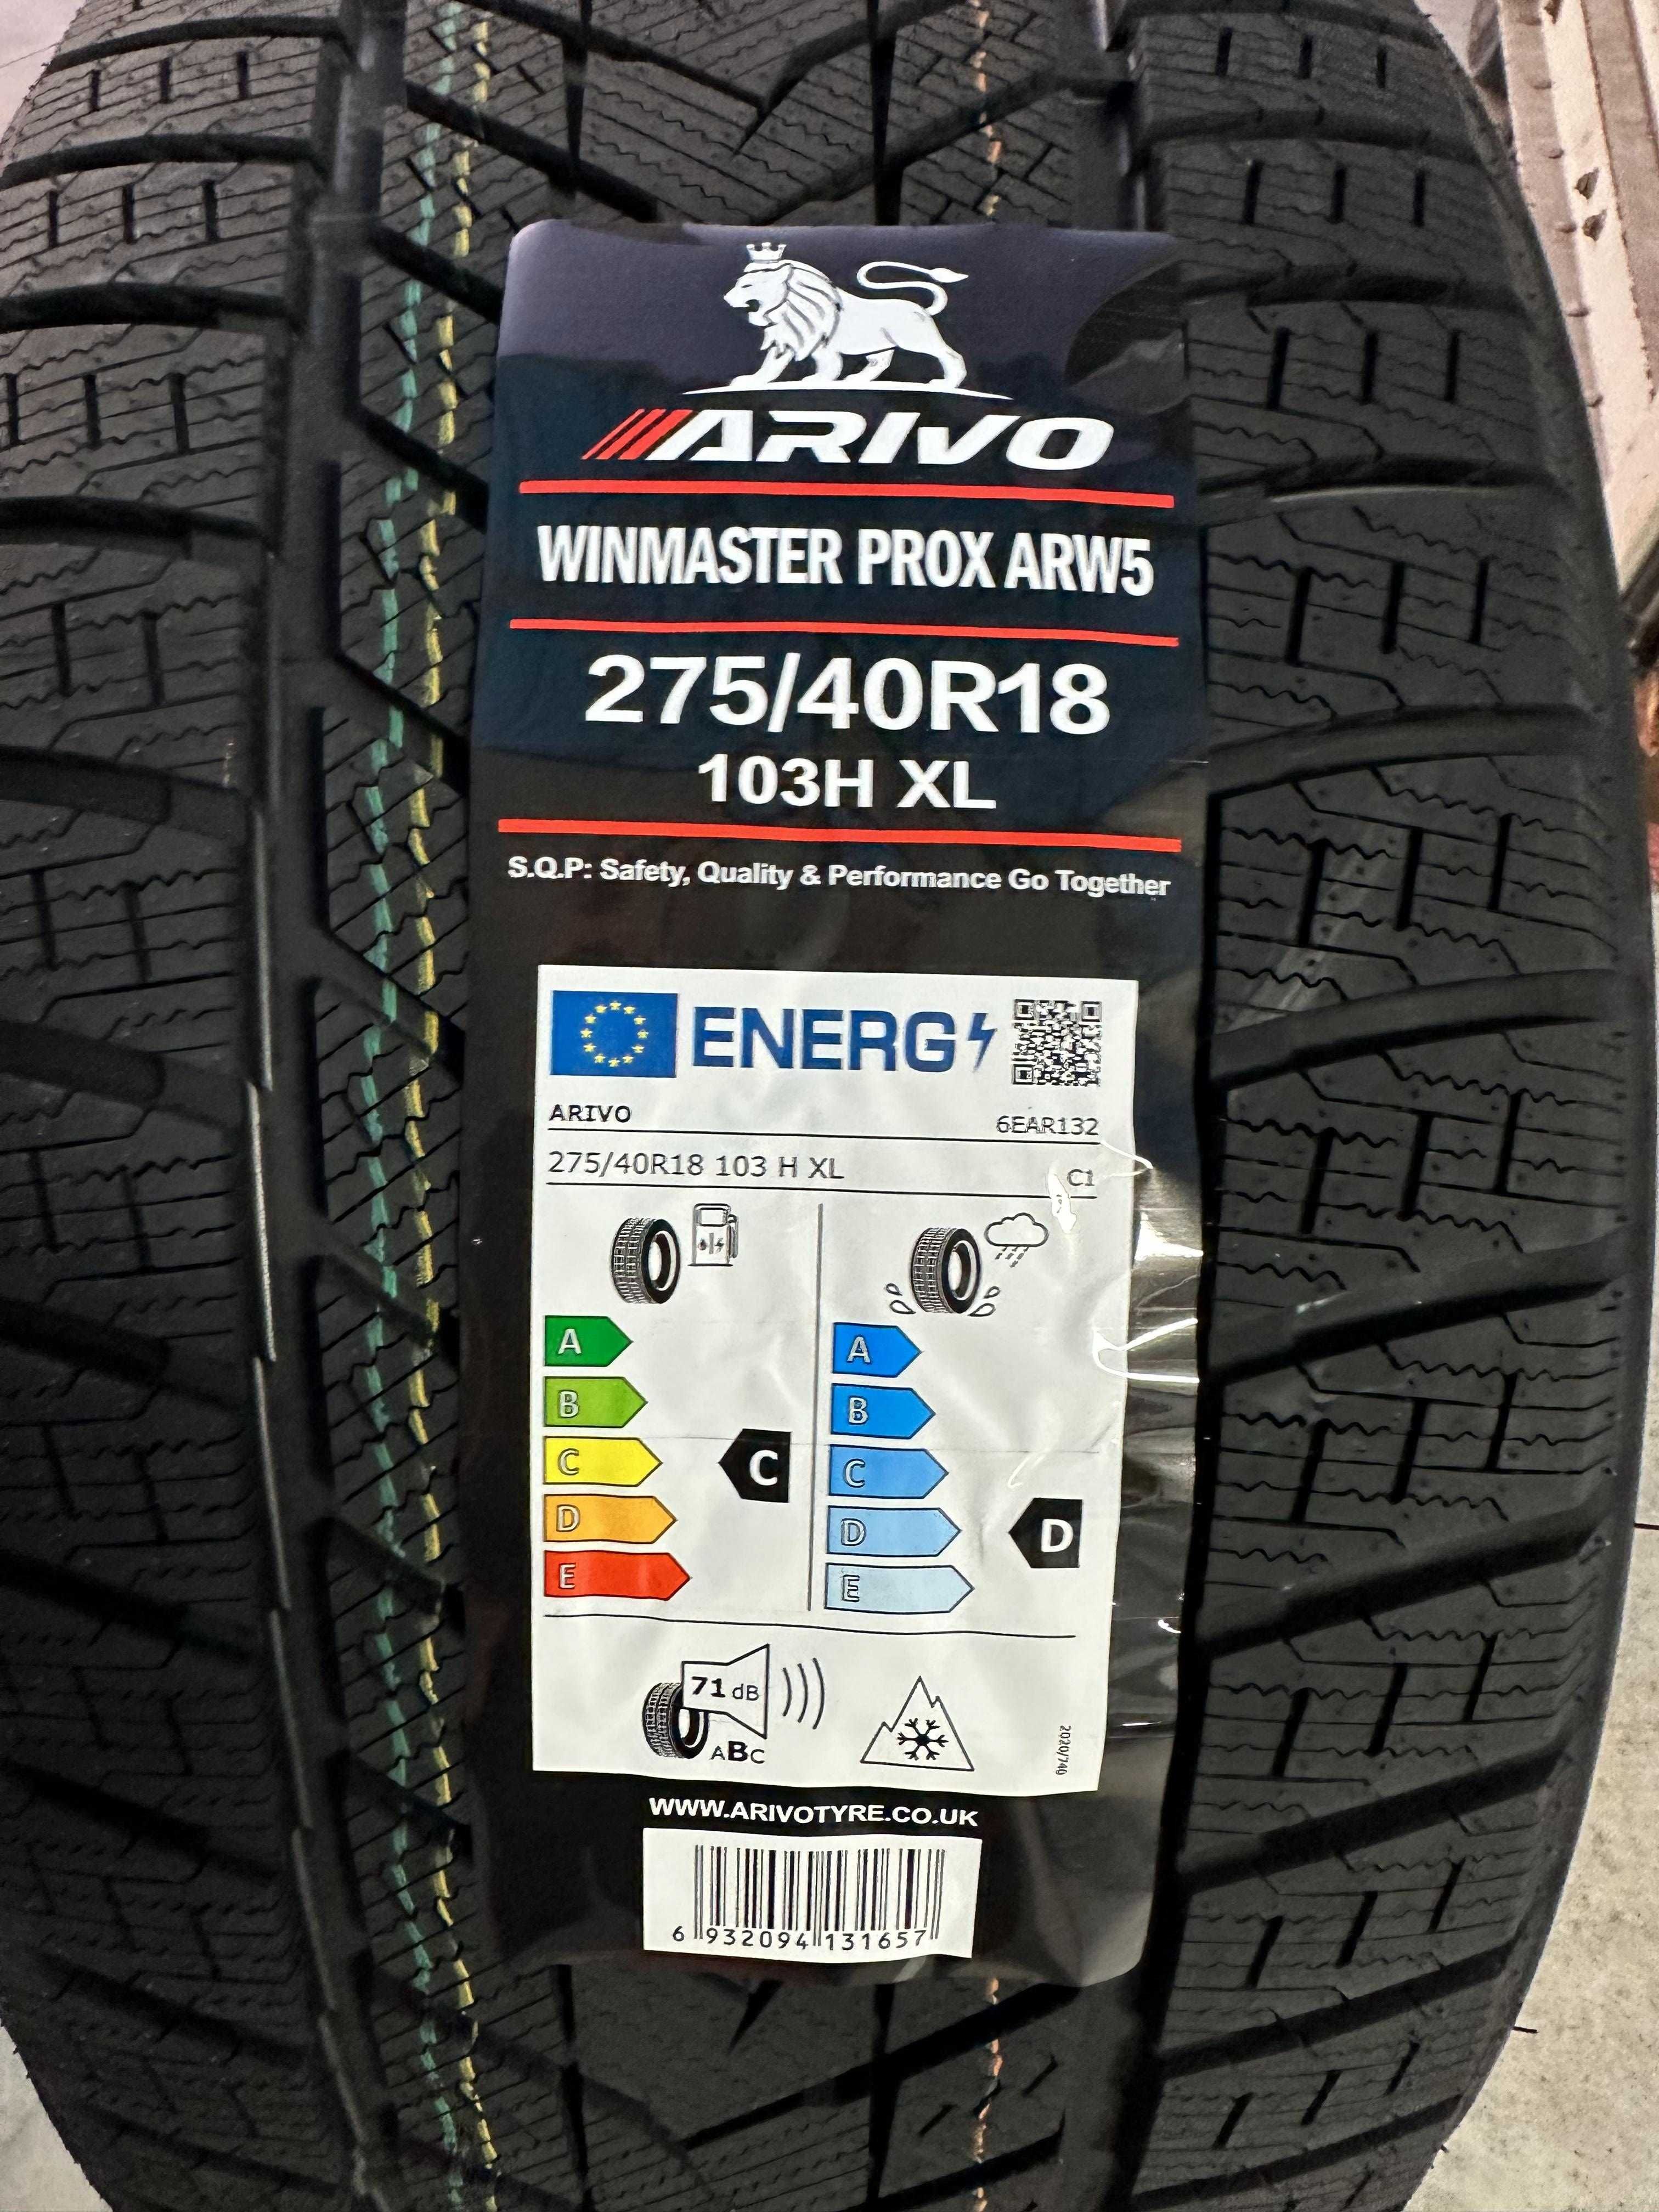 ARIVO
WINMASTER PROX ARW5
275/40R18
103H XL
S.Q.P: Safety, Quality & Performance Go Together
ENERG
ARIVO 6EAR132
275/40R18 103 H XL C1
A A
B B
C C C
D D D
E E
71 dB
ABC
2020/740
WWW.ARIVOTYRE.CO.UK
6 932094 131657